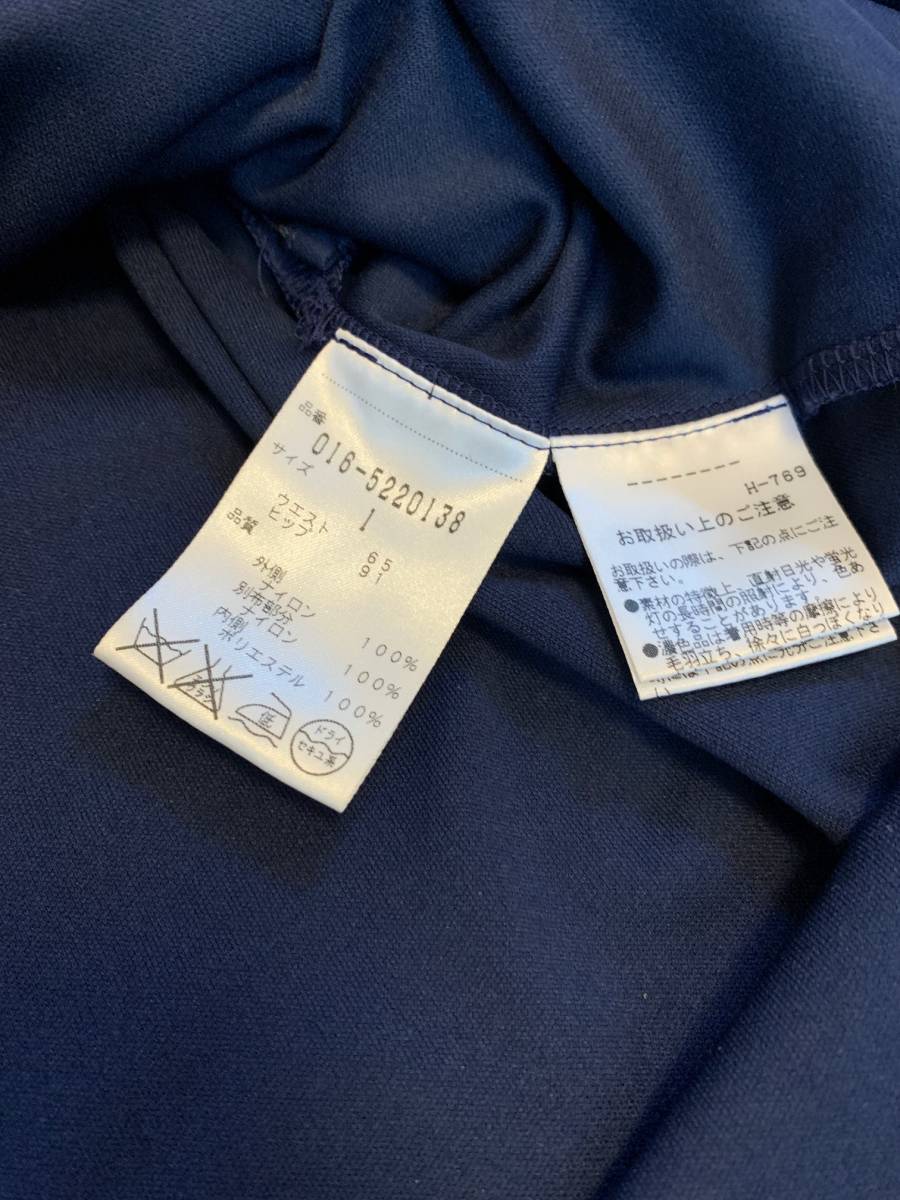 品番
016-5220138
サイズ
1
ウエスト 65
ヒップ 91
品質
外側
ナイロン 100%
別布部分
ナイロン 100%
内側
ポリエステル 100%
低
ドライ
セキユ系
H-769
お取扱い上のご注意
お取扱いの際は、下記の点にご注
意下さい。
●素材の特徴上、直射日光や蛍光
灯の長時間の照射により、色あ
せすることがあります。
●濃色品は着用時等の摩擦により
毛羽立ち、徐々に白っぽくなり